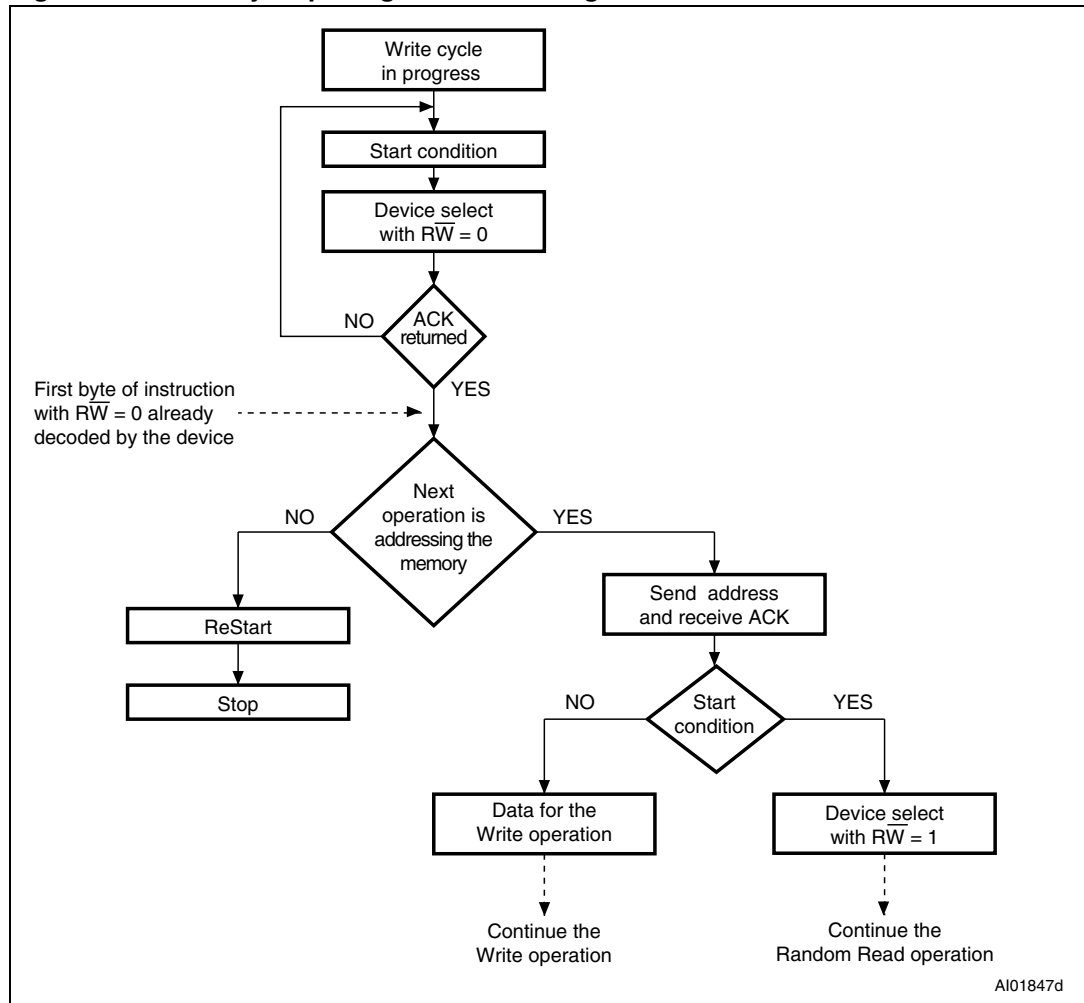 Write cycle
in progress
Start condition
Device select
with RW̅ = 0
ACK
returned
NO
YES
First byte of instruction
with RW̅ = 0 already
decoded by the device
Next
operation is
addressing the
memory
NO
YES
Send address
and receive ACK
ReStart
Stop
Start
condition
NO
YES
Data for the
Write operation
Device select
with RW̅ = 1
Continue the
Write operation
Continue the
Random Read operation
AI01847d